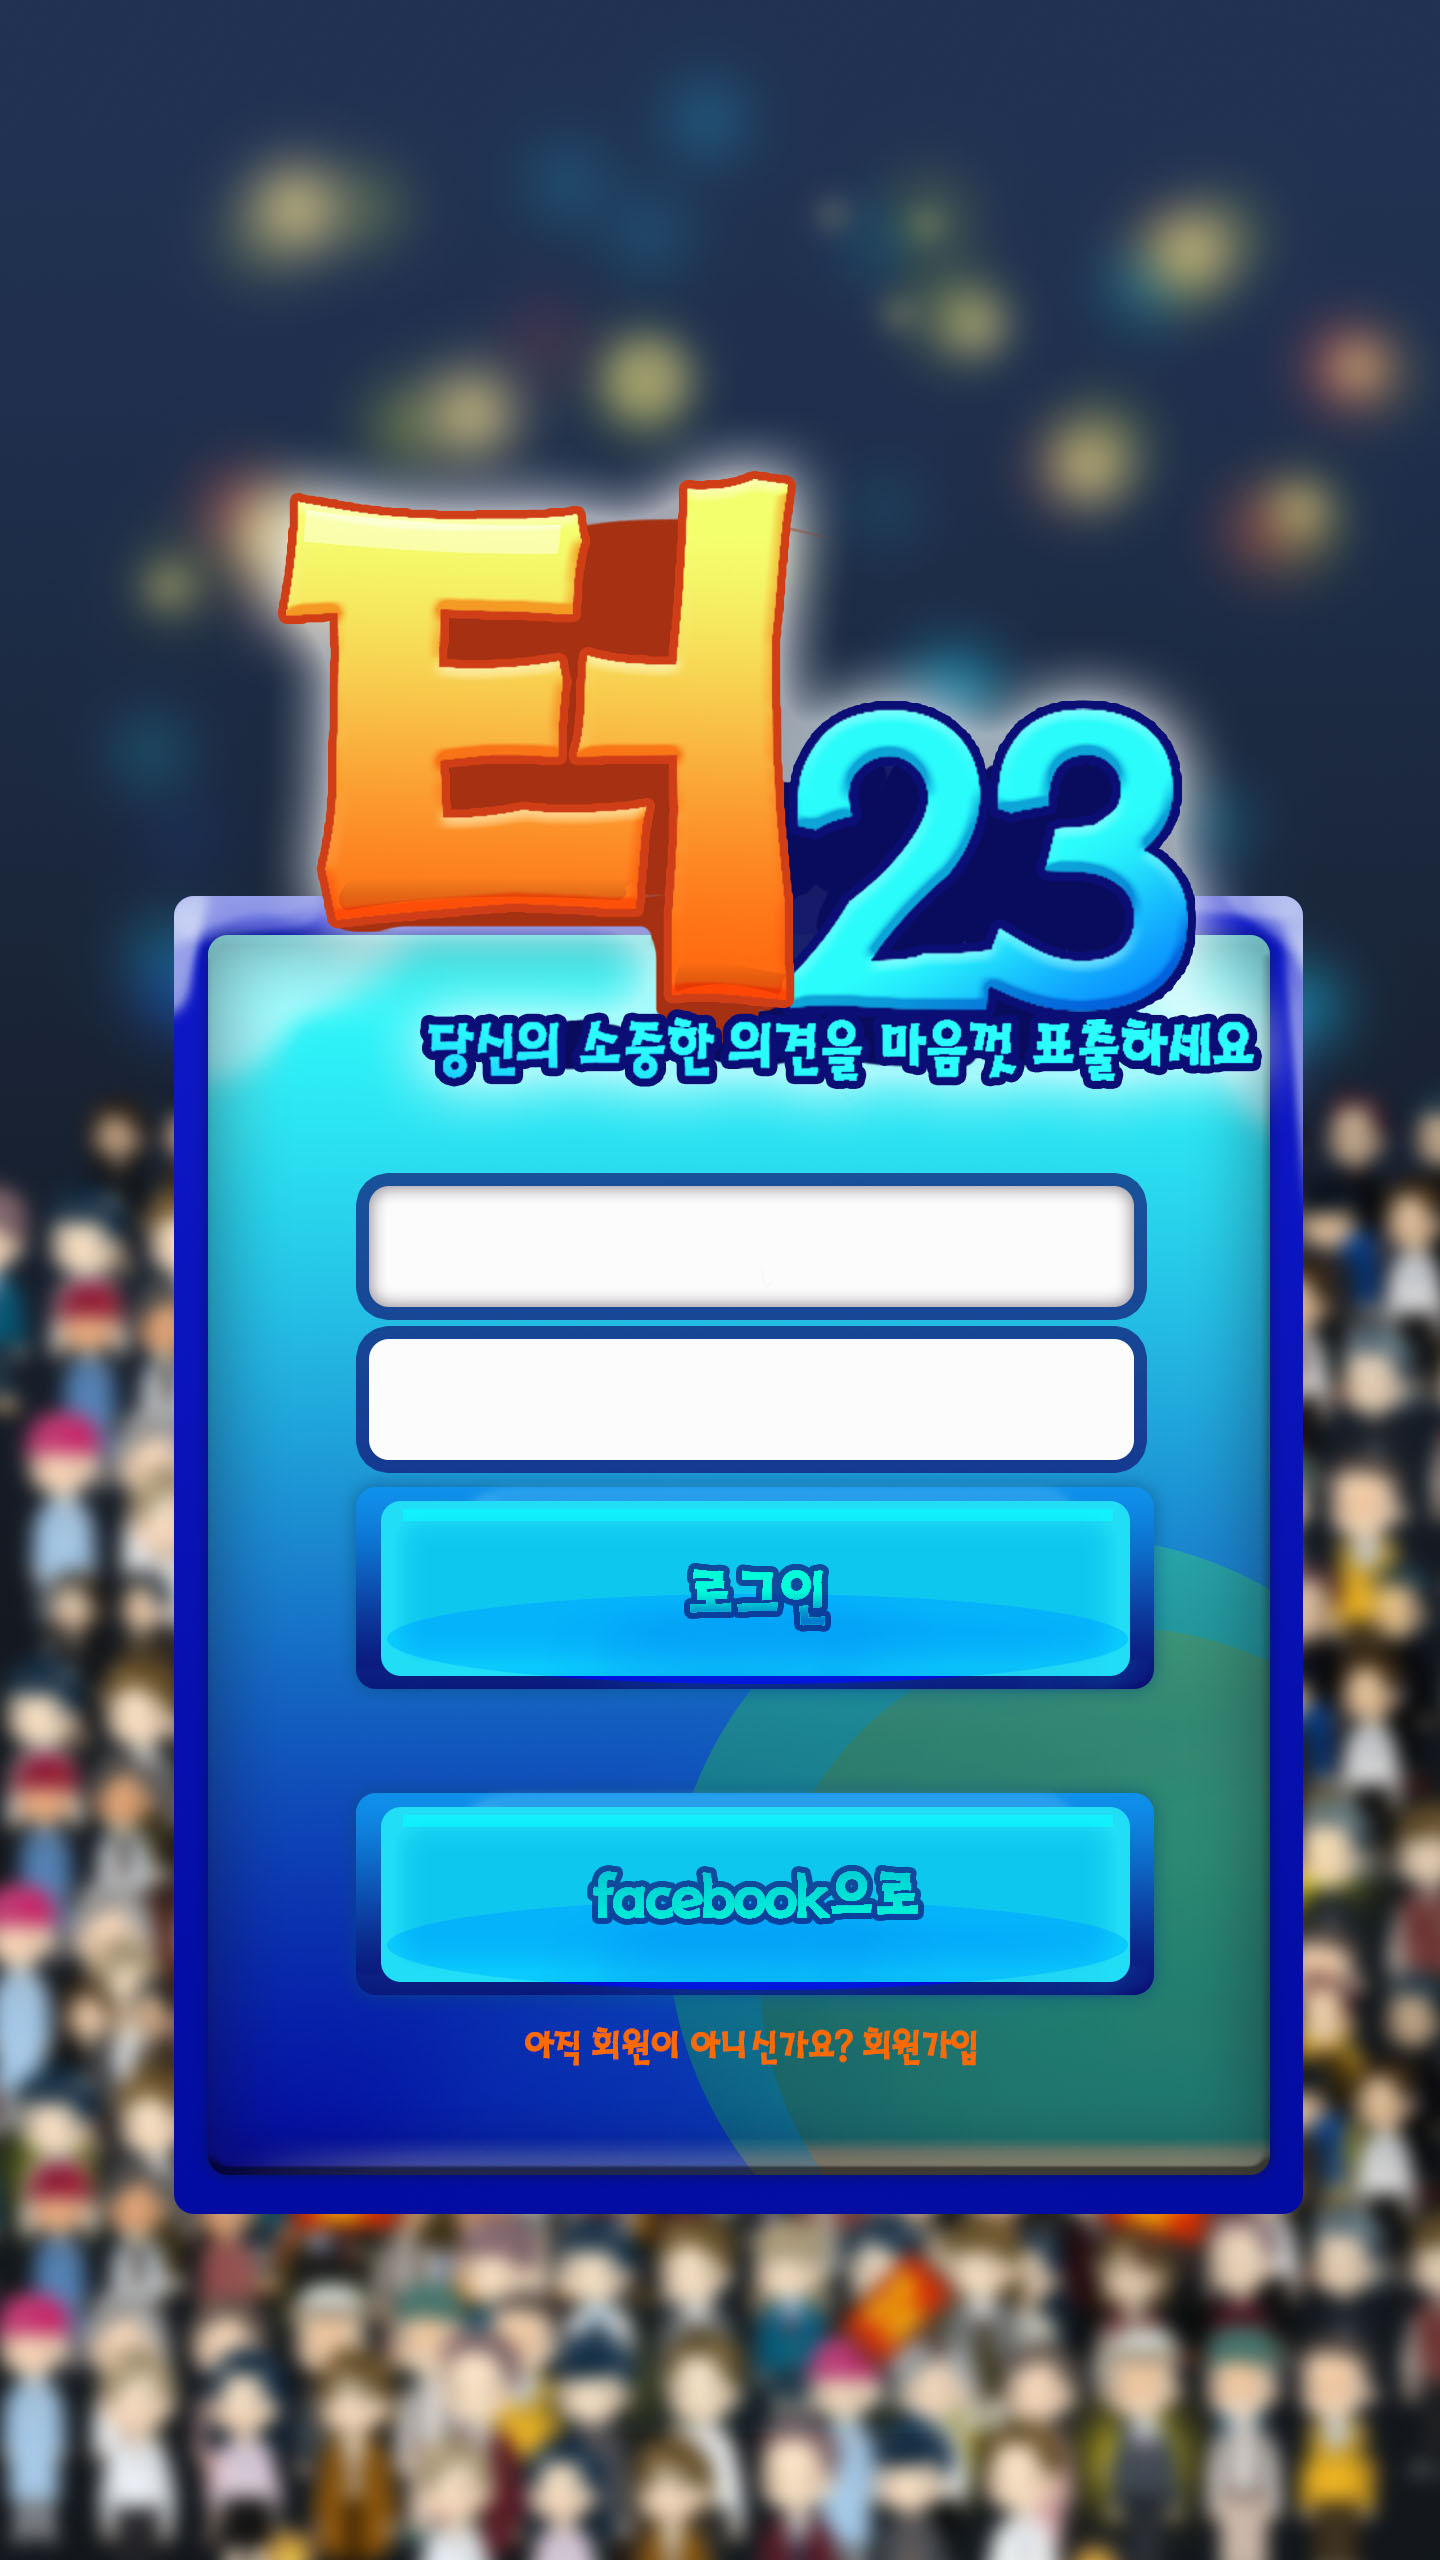 터23
당신의 소중한 의견을 마음껏 표출하세요
로그인
facebook으로
아직 회원이 아니신가요? 회원가입